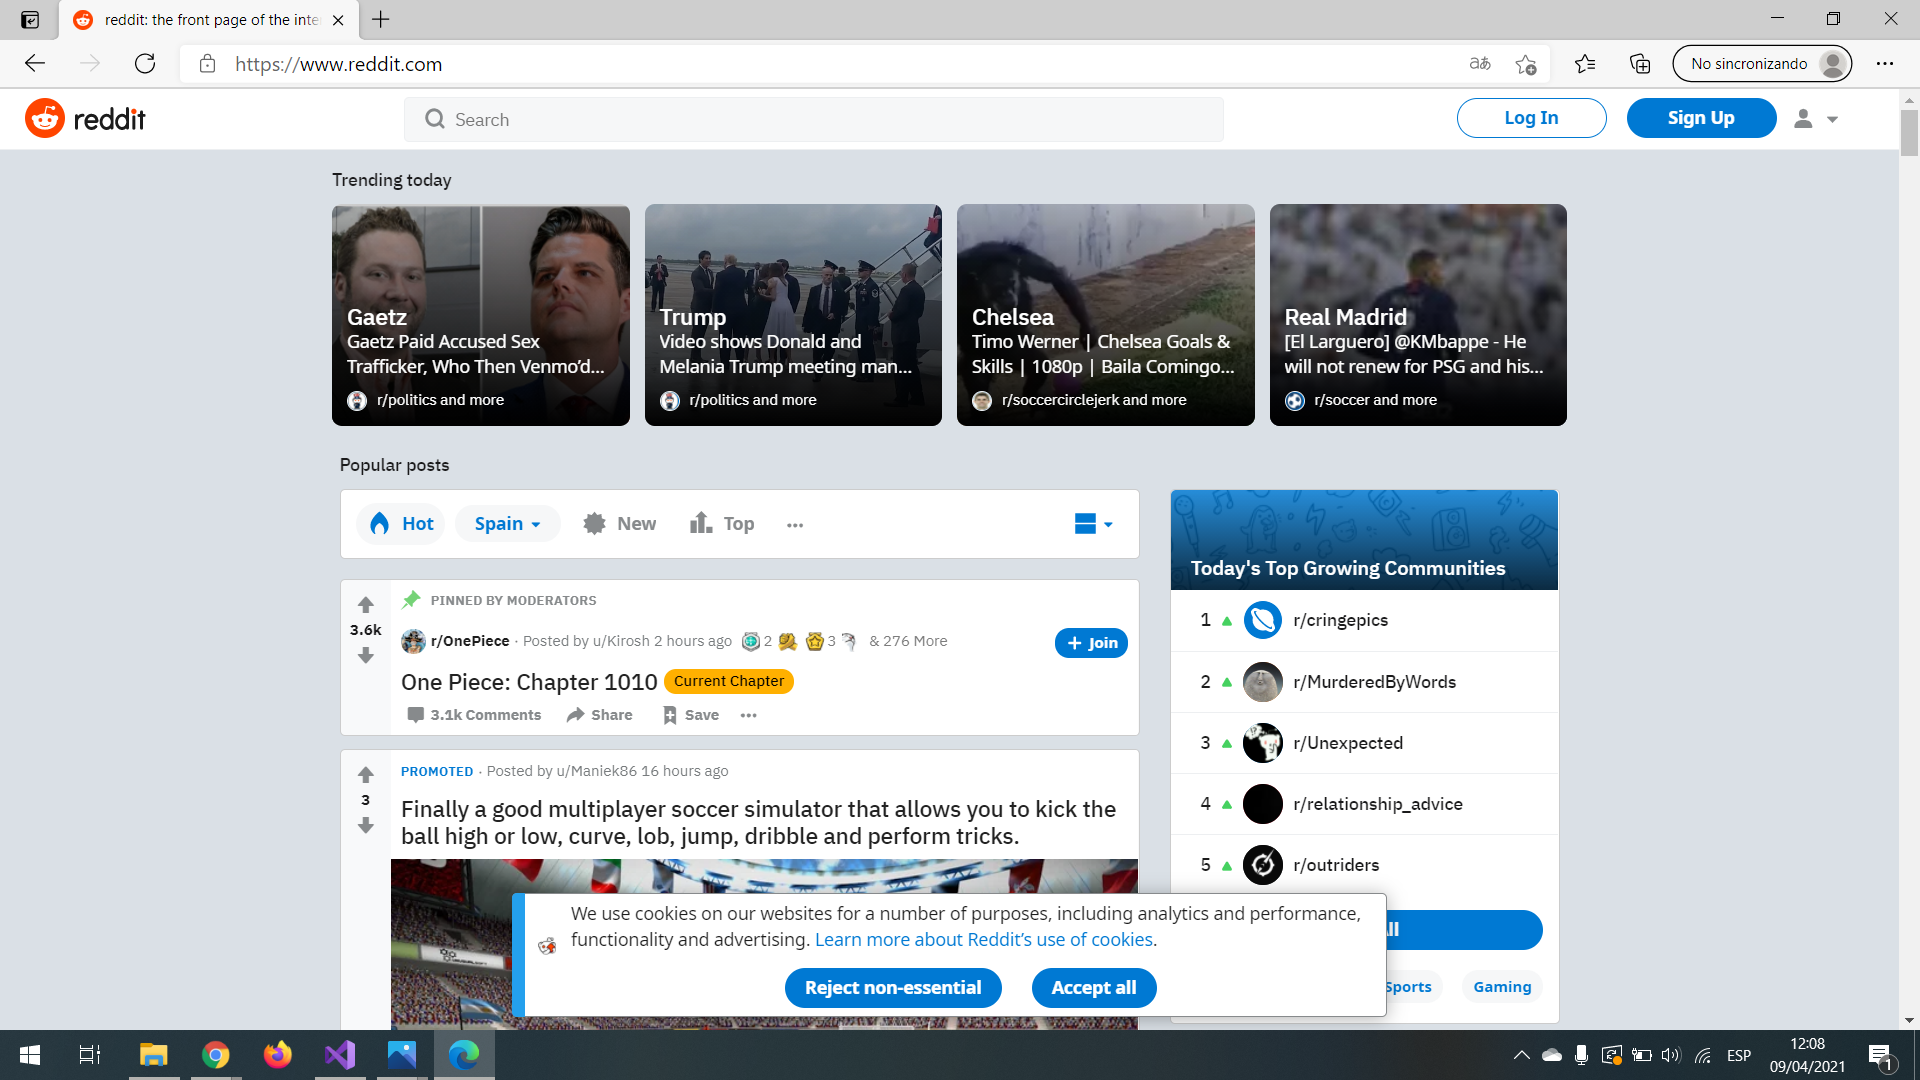 reddit: the front page of the inte
https://www.reddit.com
aあ
No sincronizando
reddit
Search
Log In
Sign Up
Trending today
Gaetz
Gaetz Paid Accused Sex
Trafficker, Who Then Venmo'd...
r/politics and more
Trump
Video shows Donald and
Melania Trump meeting man...
r/politics and more
Chelsea
Timo Werner | Chelsea Goals &
Skills | 1080p | Baila Comingo...
r/soccercirclejerk and more
Real Madrid
[El Larguero] @KMbappe - He
will not renew for PSG and his...
r/soccer and more
Popular posts
Hot
Spain
New
Top
3.6k
PINNED BY MODERATORS
r/OnePiece · Posted by u/Kirosh 2 hours ago 2 3 & 276 More
Join
One Piece: Chapter 1010 Current Chapter
3.1k Comments
Share
Save
3
PROMOTED · Posted by u/Maniek86 16 hours ago
Finally a good multiplayer soccer simulator that allows you to kick the
ball high or low, curve, lob, jump, dribble and perform tricks.
Today's Top Growing Communities
1 r/cringepics
2 r/MurderedByWords
3 r/Unexpected
4 r/relationship_advice
5 r/outriders
ll
Sports
Gaming
We use cookies on our websites for a number of purposes, including analytics and performance,
functionality and advertising. Learn more about Reddit's use of cookies.
Reject non-essential
Accept all
ESP
12:08
09/04/2021
1